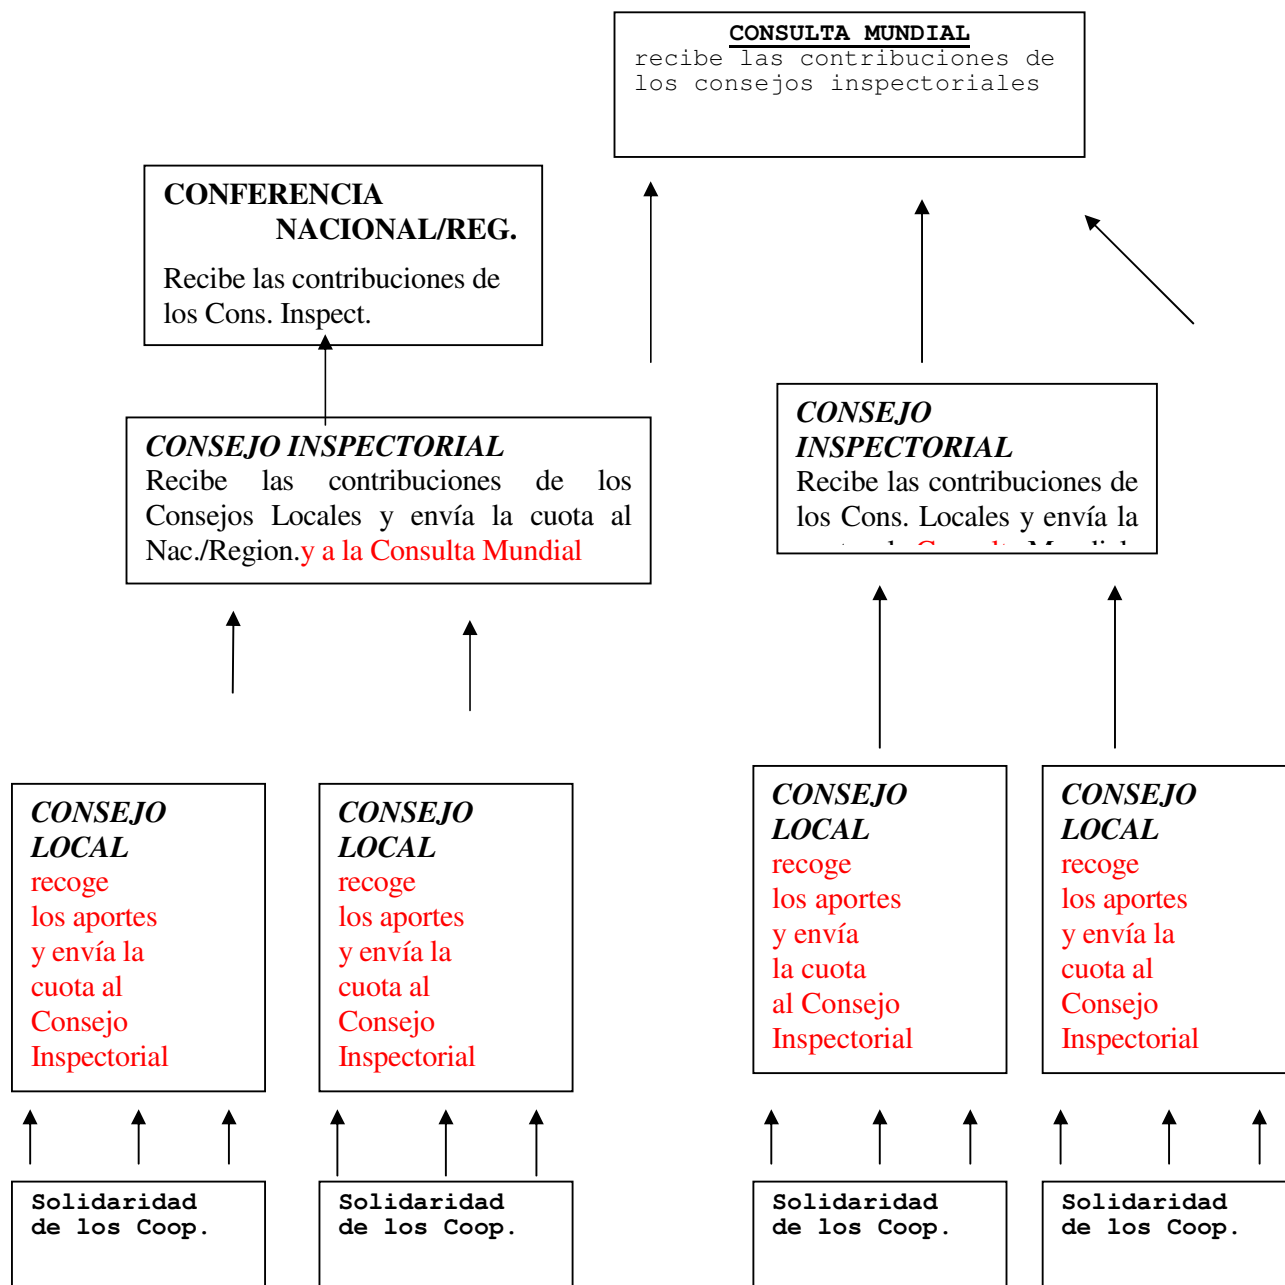 CONSULTA MUNDIAL
recibe las contribuciones de
los consejos inspectoriales
CONFERENCIA
NACIONAL/REG.
Recibe las contribuciones de
los Cons. Inspect.
CONSEJO INSPECTORIAL
Recibe las contribuciones de los
Consejos Locales y envía la cuota al
Nac./Region.y a la Consulta Mundial
CONSEJO
INSPECTORIAL
Recibe las contribuciones de
los Cons. Locales y envía la
Consulta Mundial
CONSEJO
LOCAL
recoge
los aportes
y envía la
cuota al
Consejo
Inspectorial
CONSEJO
LOCAL
recoge
los aportes
y envía la
cuota al
Consejo
Inspectorial
CONSEJO
LOCAL
recoge
los aportes
y envía
la cuota
al Consejo
Inspectorial
CONSEJO
LOCAL
recoge
los aportes
y envía la
cuota al
Consejo
Inspectorial
Solidaridad
de los Coop.
Solidaridad
de los Coop.
Solidaridad
de los Coop.
Solidaridad
de los Coop.